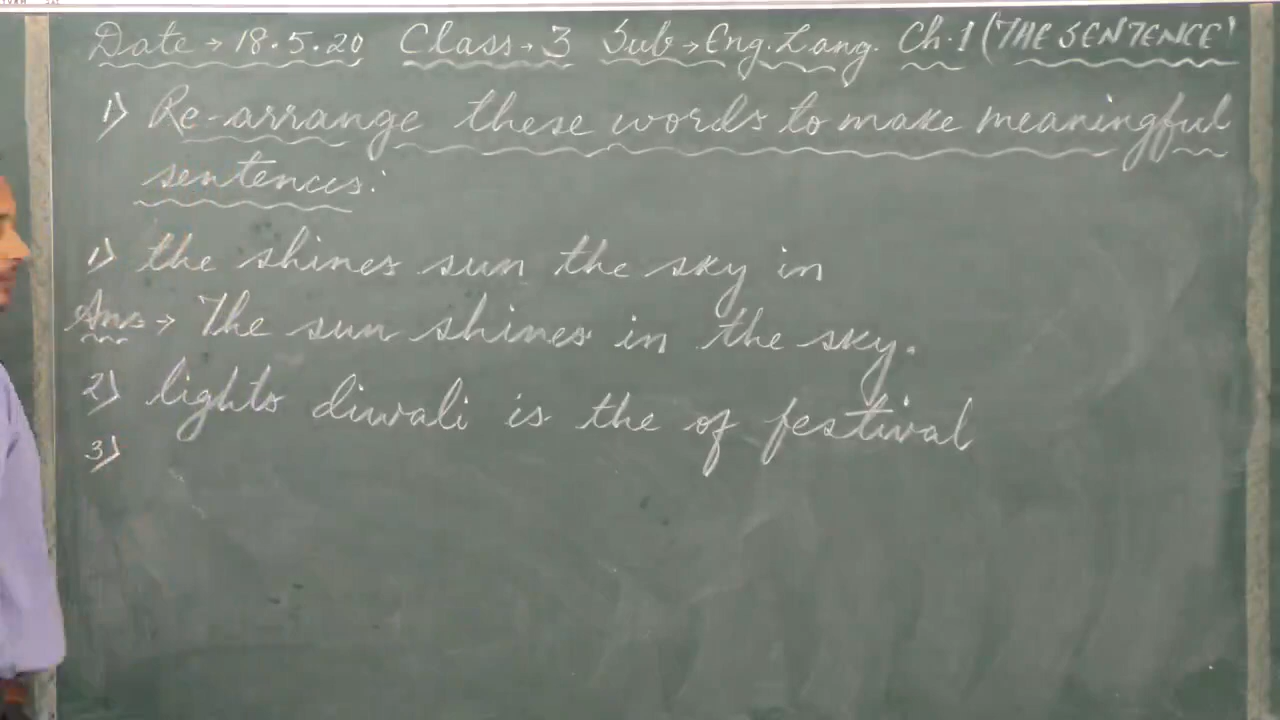 Date → 18.5.20 Class → 3 Sub → Eng. Lang. Ch. 1 (THE SENTENCE)
1) Re-arrange these words to make meaningful
sentences:
1) the shines sun the sky in
Ans → The sun shines in the sky.
2) lights diwali is the of festival
3)